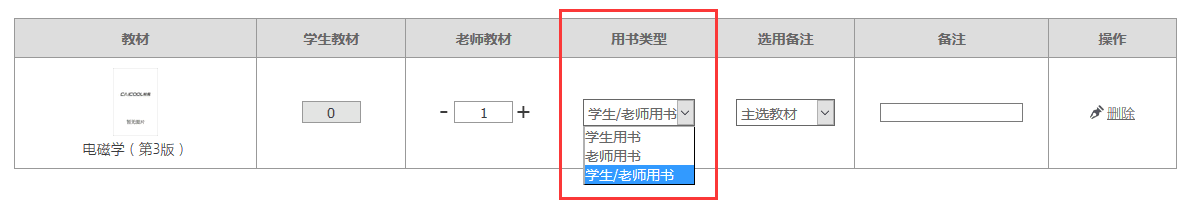 教材 学生教材 老师教材 用书类型 选用备注 备注 操作
CAICOOL
暂无图片
0 - 1 + 学生/老师用书 主选教材 删除
学生用书
老师用书
学生/老师用书
电磁学（第3版）